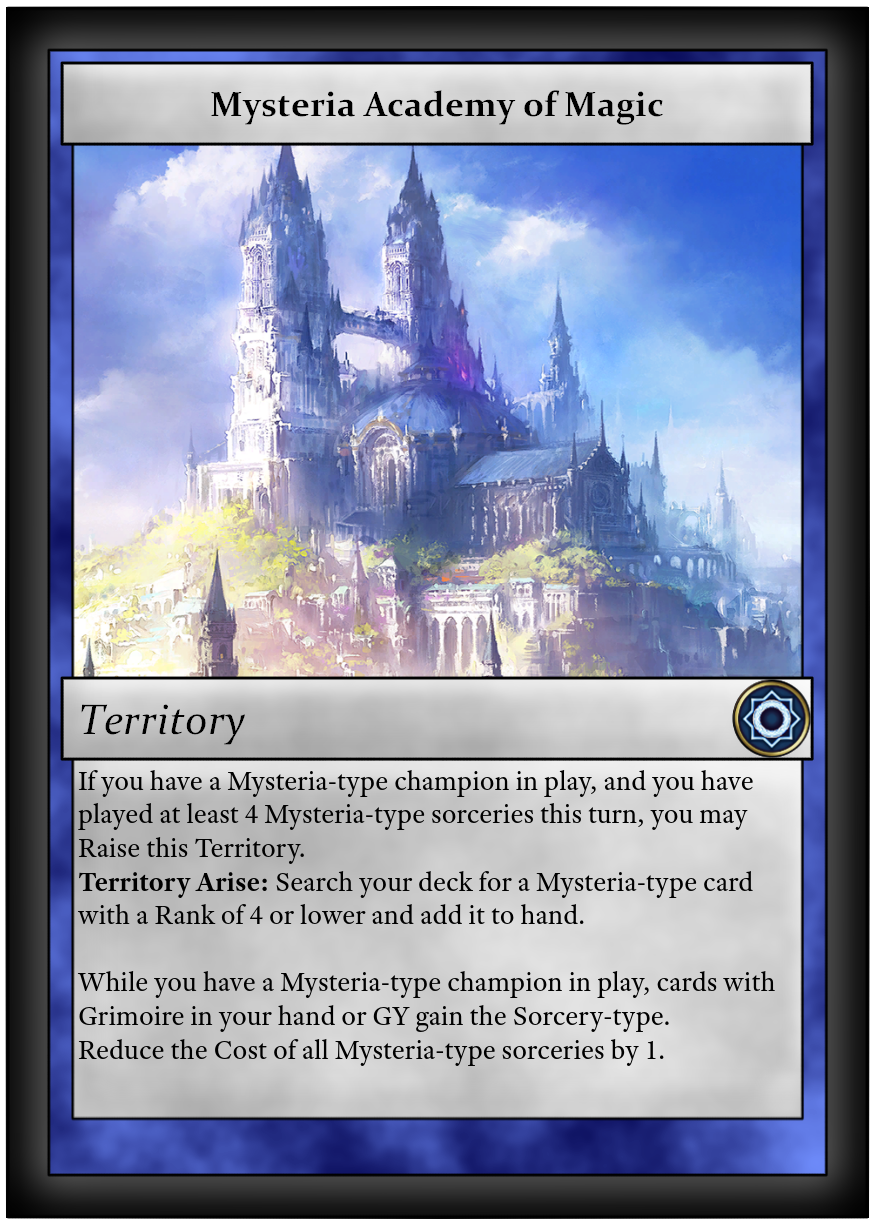 Mysteria Academy of Magic
Territory
If you have a Mysteria-type champion in play, and you have
played at least 4 Mysteria-type sorceries this turn, you may
Raise this Territory.
Territory Arise: Search your deck for a Mysteria-type card
with a Rank of 4 or lower and add it to hand.
While you have a Mysteria-type champion in play, cards with
Grimoire in your hand or GY gain the Sorcery-type.
Reduce the Cost of all Mysteria-type sorceries by 1.